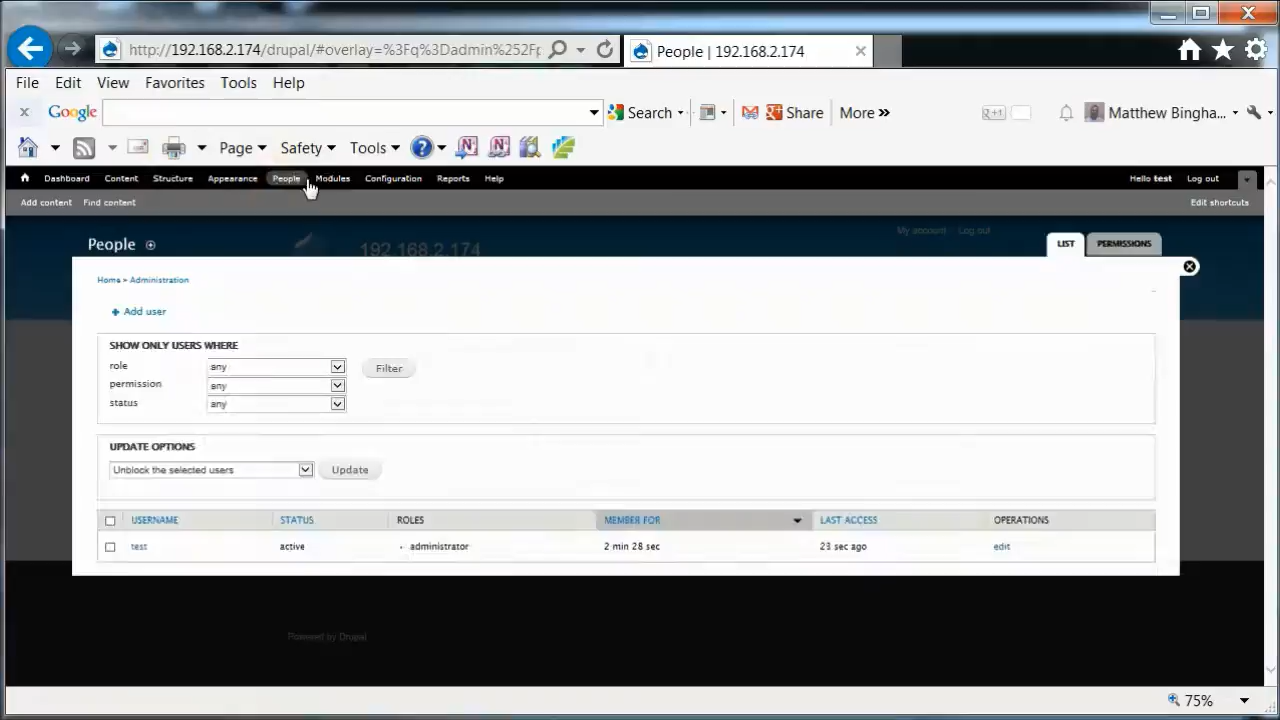 http://192.168.2.174/drupal/#overlay=%3Fq%3Dadmin%252Fp
People | 192.168.2.174
File Edit View Favorites Tools Help
Google Search Share More » Matthew Bingha...
Page Safety Tools
Dashboard Content Structure Appearance People Modules Configuration Reports Help Hello test Log out
Add content Find content Edit shortcuts
My account Log out
People 192.168.2.174 LIST PERMISSIONS
Home » Administration
+ Add user
SHOW ONLY USERS WHERE
role any Filter
permission any
status any
UPDATE OPTIONS
Unblock the selected users Update
USERNAME STATUS ROLES MEMBER FOR LAST ACCESS OPERATIONS
test active administrator 2 min 28 sec 23 sec ago edit
Powered by Drupal
75%